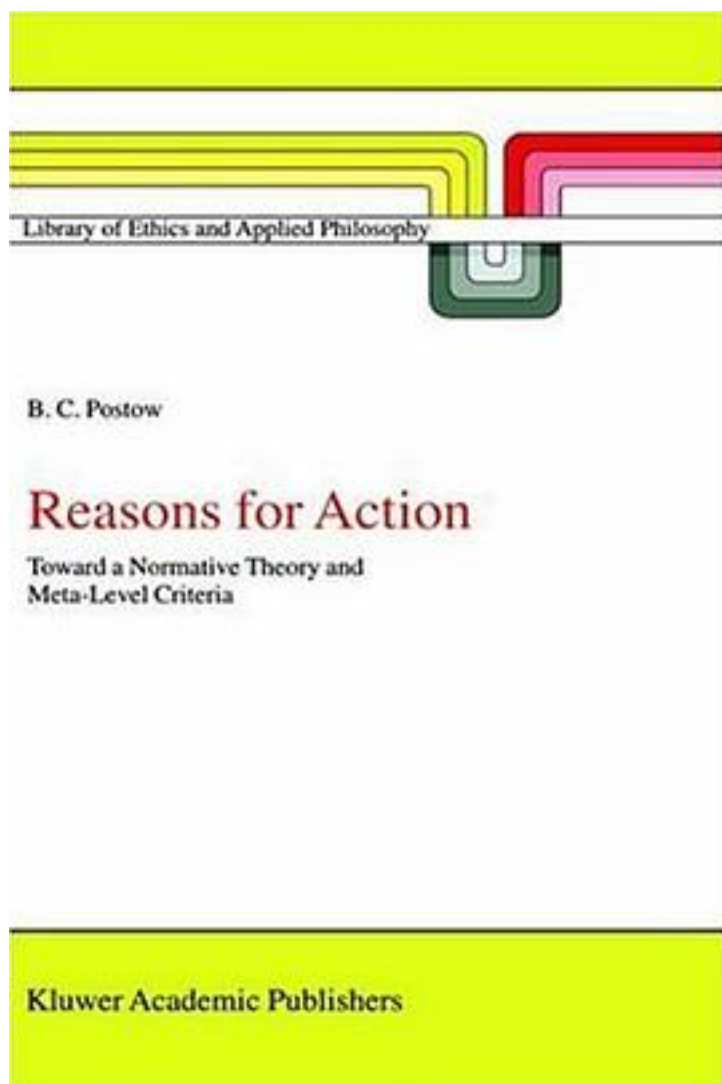 Library of Ethics and Applied Philosophy
B. C. Postow
Reasons for Action
Toward a Normative Theory and
Meta-Level Criteria
Kluwer Academic Publishers